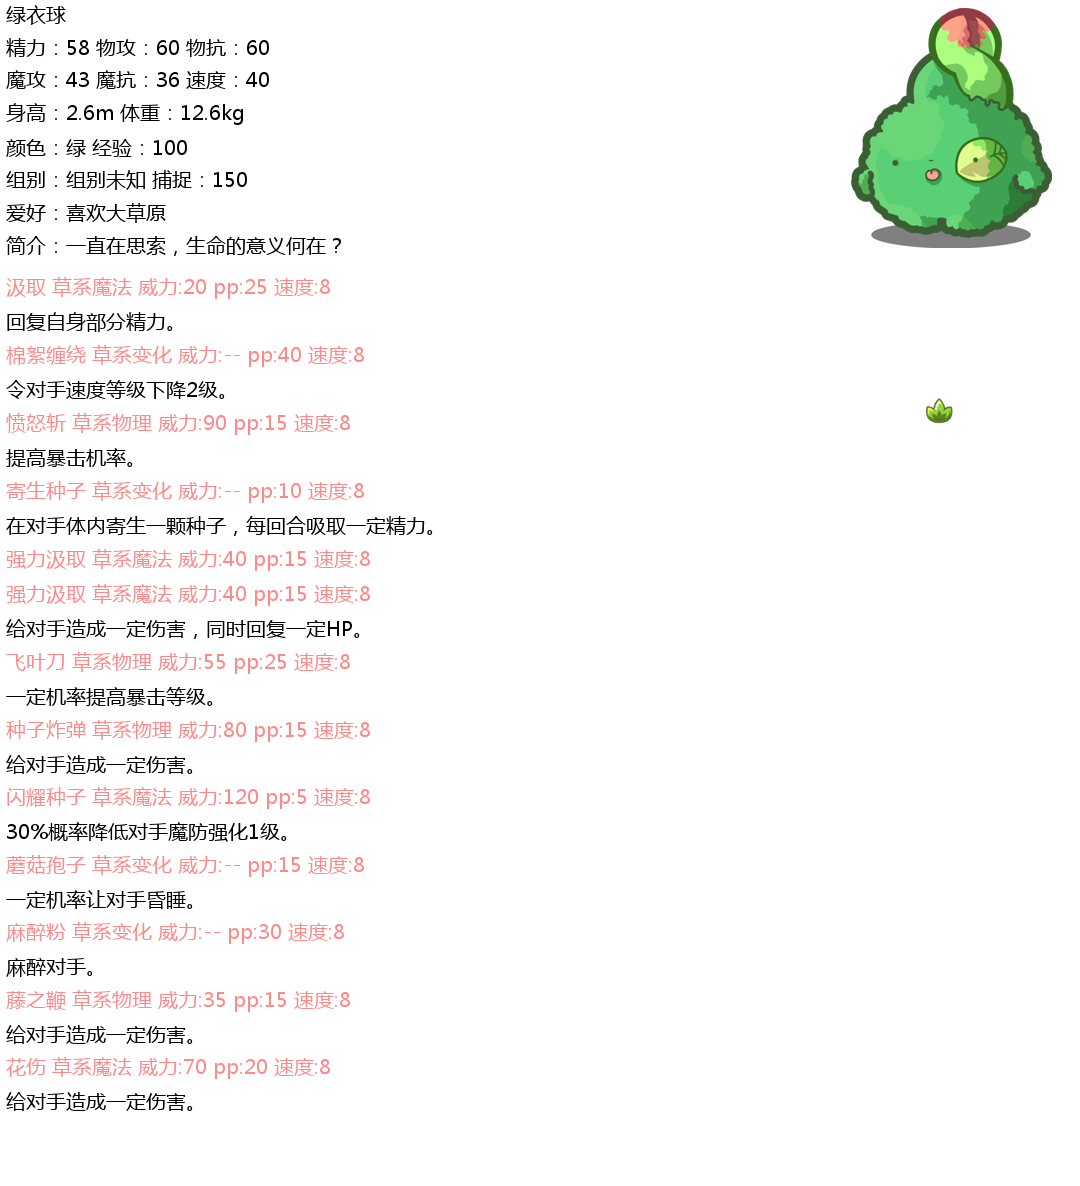 绿衣球
精力：58 物攻：60 物抗：60
魔攻：43 魔抗：36 速度：40
身高：2.6m 体重：12.6kg
颜色：绿 经验：100
组别：组别未知 捕捉：150
爱好：喜欢大草原
简介：一直在思索，生命的意义何在？
汲取 草系魔法 威力:20 pp:25 速度:8
回复自身部分精力。
棉絮缠绕 草系变化 威力:-- pp:40 速度:8
令对手速度等级下降2级。
愤怒斩 草系物理 威力:90 pp:15 速度:8
提高暴击机率。
寄生种子 草系变化 威力:-- pp:10 速度:8
在对手体内寄生一颗种子，每回合吸取一定精力。
强力汲取 草系魔法 威力:40 pp:15 速度:8
强力汲取 草系魔法 威力:40 pp:15 速度:8
给对手造成一定伤害，同时回复一定HP。
飞叶刀 草系物理 威力:55 pp:25 速度:8
一定机率提高暴击等级。
种子炸弹 草系物理 威力:80 pp:15 速度:8
给对手造成一定伤害。
闪耀种子 草系魔法 威力:120 pp:5 速度:8
30%概率降低对手魔防强化1级。
蘑菇孢子 草系变化 威力:-- pp:15 速度:8
一定机率让对手昏睡。
麻醉粉 草系变化 威力:-- pp:30 速度:8
麻醉对手。
藤之鞭 草系物理 威力:35 pp:15 速度:8
给对手造成一定伤害。
花伤 草系魔法 威力:70 pp:20 速度:8
给对手造成一定伤害。